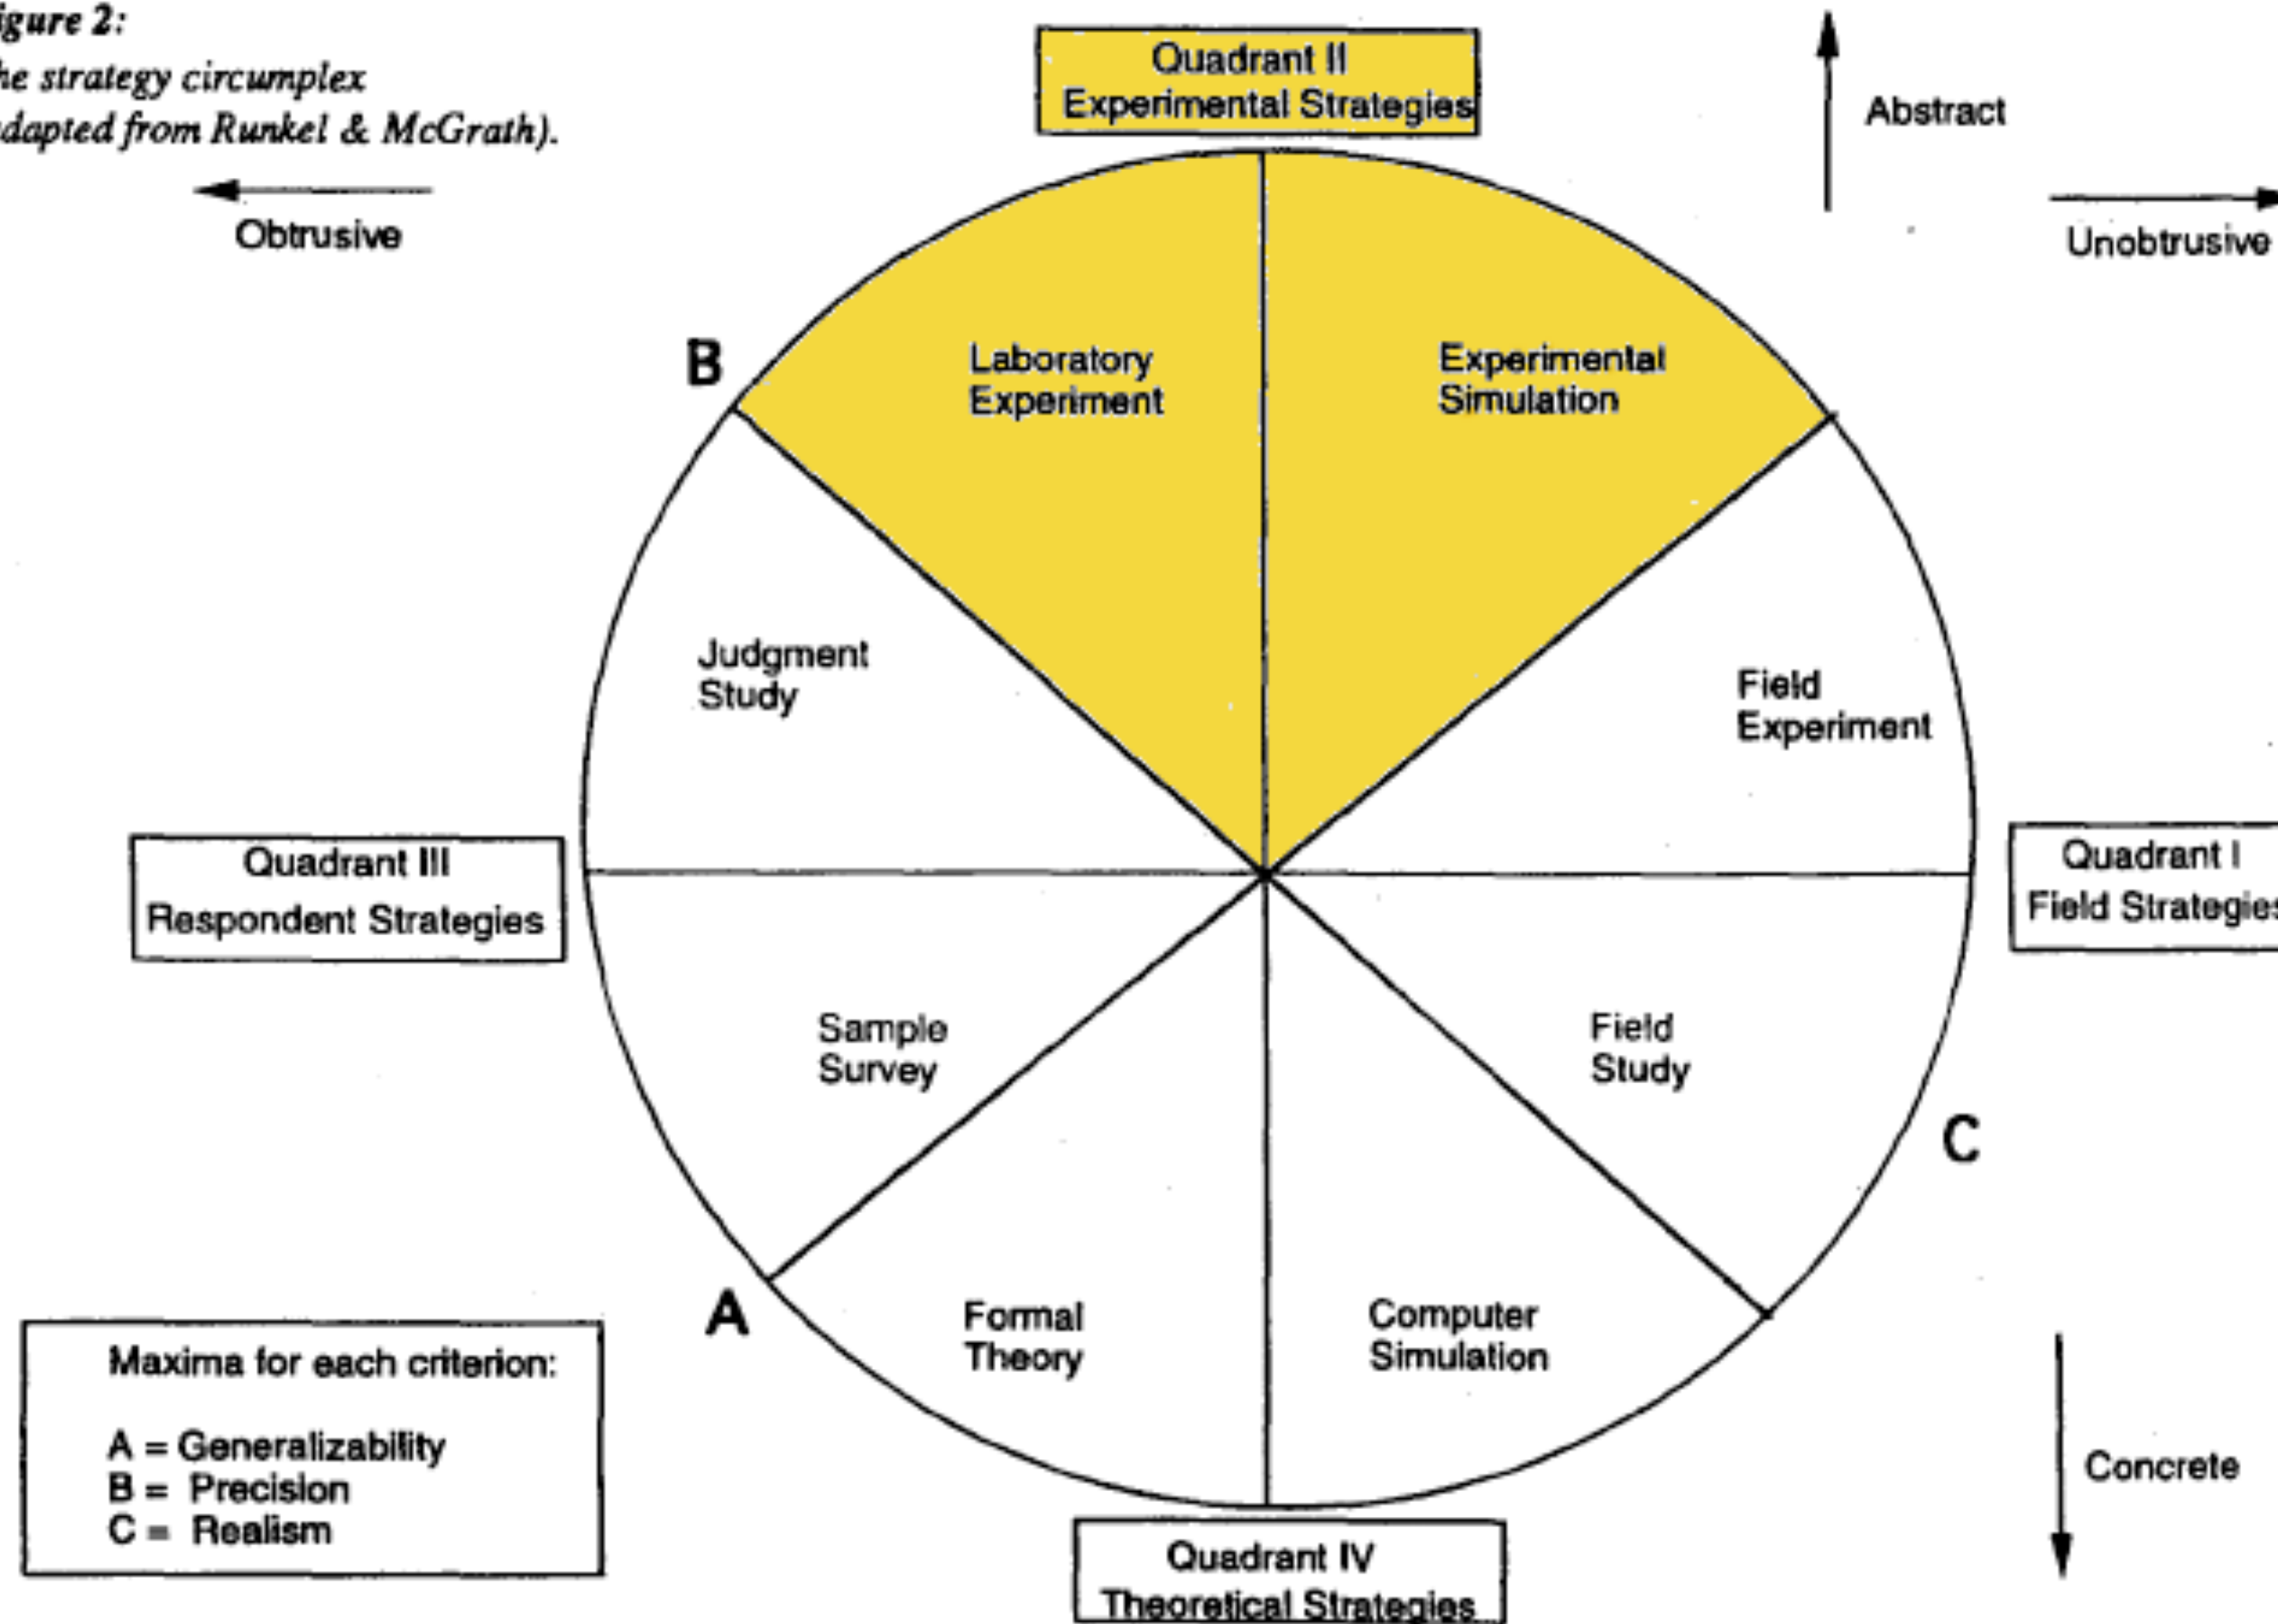 igure 2:
he strategy circumplex
dapted from Runkel & McGrath).
Obtrusive
Quadrant II
Experimental Strategies
Abstract
Unobtrusive
B
Laboratory
Experiment
Experimental
Simulation
Judgment
Study
Field
Experiment
Quadrant III
Respondent Strategies
Quadrant I
Field Strategies
Sample
Survey
Field
Study
C
A
Formal
Theory
Computer
Simulation
Maxima for each criterion:
A = Generalizability
B = Precision
C = Realism
Concrete
Quadrant IV
Theoretical Strategies